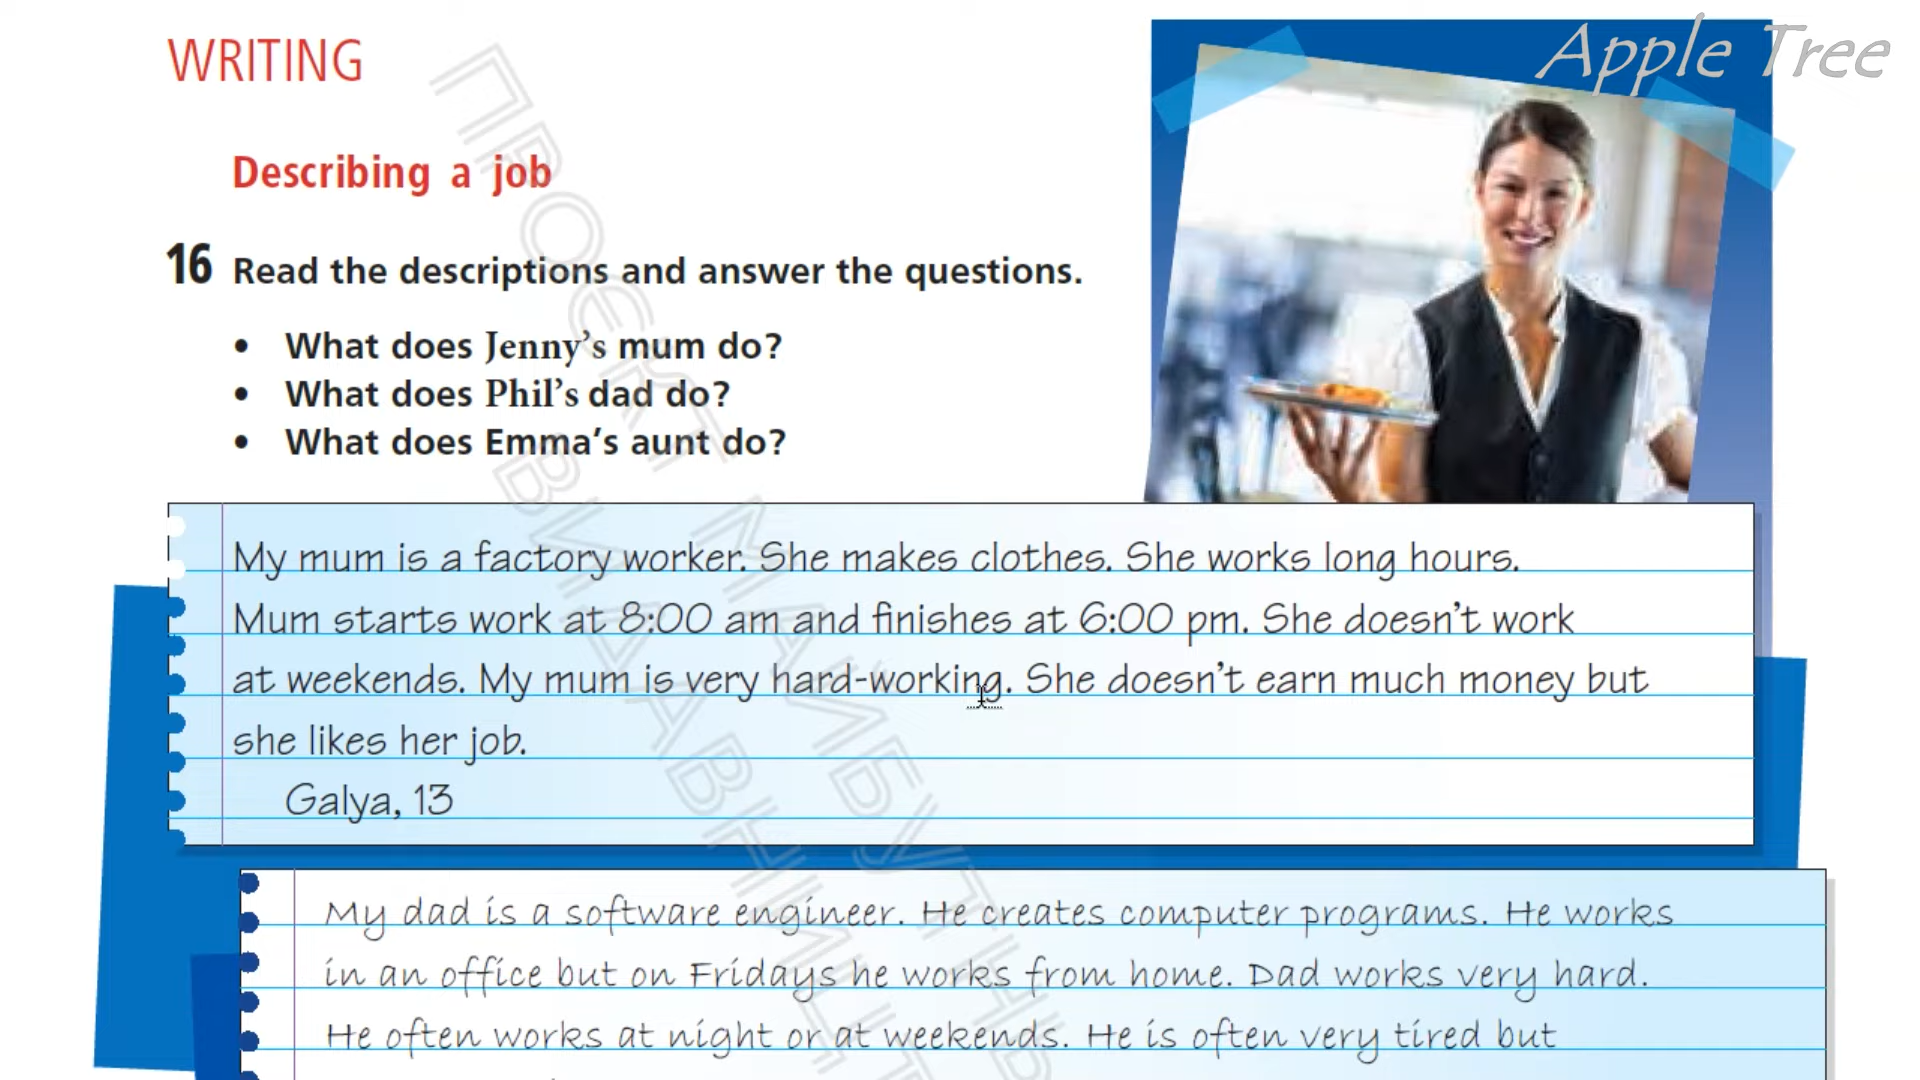 Apple Tree
WRITING
Describing a job
16 Read the descriptions and answer the questions.
• What does Jenny's mum do?
• What does Phil's dad do?
• What does Emma's aunt do?
My mum is a factory worker. She makes clothes. She works long hours.
Mum starts work at 8:00 am and finishes at 6:00 pm. She doesn't work
at weekends. My mum is very hard-working. She doesn't earn much money but
she likes her job.
Galya, 13
My dad is a software engineer. He creates computer programs. He works
in an office but on Fridays he works from home. Dad works very hard.
He often works at night or at weekends. He is often very tired but
ПРОЄКТ МАЙБУТНЬ
ВИДАВНИЦТ